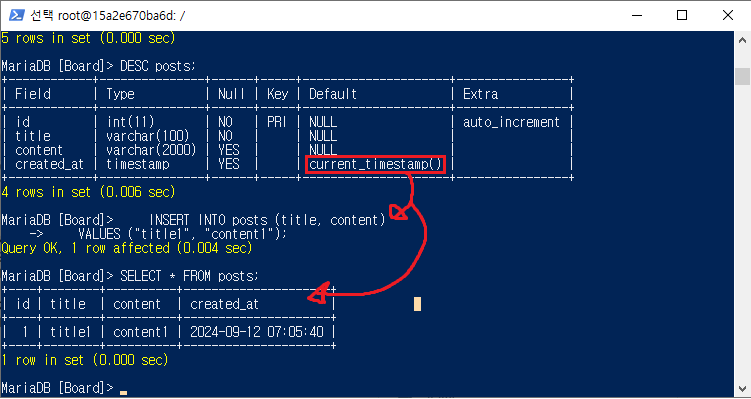 선택 root@15a2e670ba6d: /
5 rows in set (0.000 sec)
MariaDB [Board]> DESC posts;
+------------+---------------+------+-----+---------------------+----------------+
| Field | Type | Null | Key | Default | Extra |
+------------+---------------+------+-----+---------------------+----------------+
| id | int(11) | NO | PRI | NULL | auto_increment |
| title | varchar(100) | NO | | NULL | |
| content | varchar(2000) | YES | | NULL | |
| created_at | timestamp | YES | | current_timestamp() | |
+------------+---------------+------+-----+---------------------+----------------+
4 rows in set (0.006 sec)
MariaDB [Board]> INSERT INTO posts (title, content)
-> VALUES ("title1", "content1");
Query OK, 1 row affected (0.004 sec)
MariaDB [Board]> SELECT * FROM posts;
+----+--------+----------+---------------------+
| id | title | content | created_at |
+----+--------+----------+---------------------+
| 1 | title1 | content1 | 2024-09-12 07:05:40 |
+----+--------+----------+---------------------+
1 row in set (0.000 sec)
MariaDB [Board]>